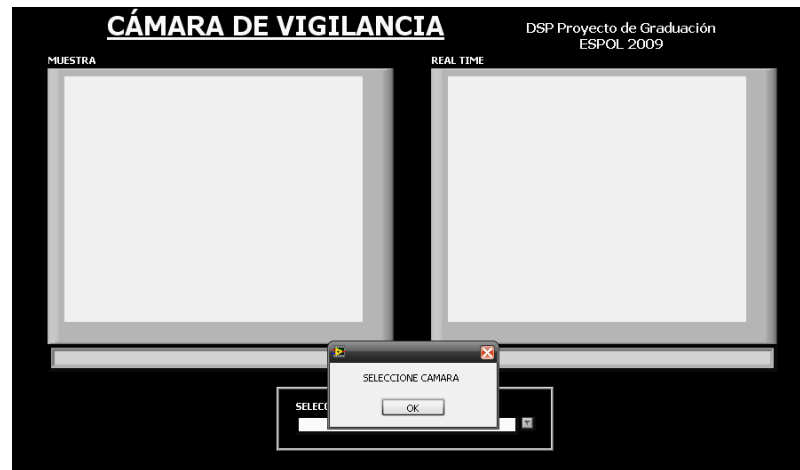 CÁMARA DE VIGILANCIA
DSP Proyecto de Graduación
ESPOL 2009
MUESTRA
REAL TIME
SELECCIONE CAMARA
OK